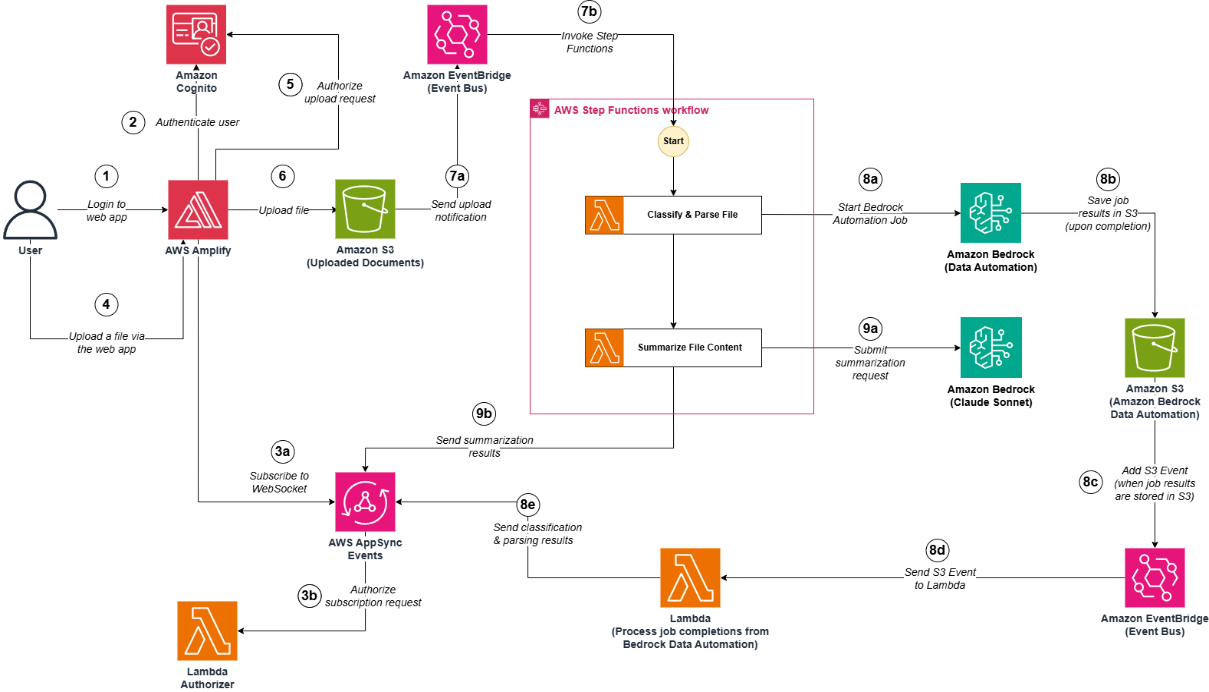 7b
Invoke Step
Functions
Amazon
Cognito
Amazon EventBridge
(Event Bus)
5
Authorize
upload request
2
Authenticate user
AWS Step Functions workflow
Start
1
Login to
web app
6
Upload file
7a
Send upload
notification
Classify & Parse File
8a
Start Bedrock
Automation Job
8b
Save job
results in S3
(upon completion)
User
AWS Amplify
Amazon S3
(Uploaded Documents)
Amazon Bedrock
(Data Automation)
4
Upload a file via
the web app
Summarize File Content
9a
Submit
summarization
request
Amazon Bedrock
(Claude Sonnet)
Amazon S3
(Amazon Bedrock
Data Automation)
9b
Send summarization
results
3a
Subscribe to
WebSocket
8c
Add S3 Event
(when job results
are stored in S3)
8e
Send classification
& parsing results
AWS AppSync
Events
8d
Send S3 Event
to Lambda
3b
Authorize
subscription request
Lambda
(Process job completions from
Bedrock Data Automation)
Amazon EventBridge
(Event Bus)
Lambda
Authorizer